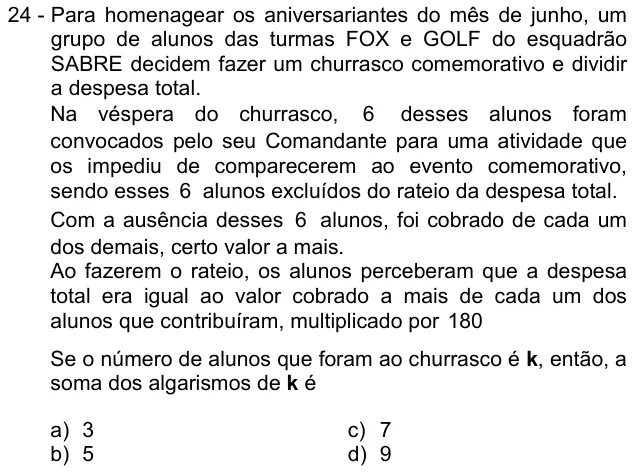 24 - Para homenagear os aniversariantes do mês de junho, um
grupo de alunos das turmas FOX e GOLF do esquadrão
SABRE decidem fazer um churrasco comemorativo e dividir
a despesa total.
Na véspera do churrasco, 6 desses alunos foram
convocados pelo seu Comandante para uma atividade que
os impediu de comparecerem ao evento comemorativo,
sendo esses 6 alunos excluídos do rateio da despesa total.
Com a ausência desses 6 alunos, foi cobrado de cada um
dos demais, certo valor a mais.
Ao fazerem o rateio, os alunos perceberam que a despesa
total era igual ao valor cobrado a mais de cada um dos
alunos que contribuíram, multiplicado por 180
Se o número de alunos que foram ao churrasco é k, então, a
soma dos algarismos de k é
a) 3
b) 5
c) 7
d) 9